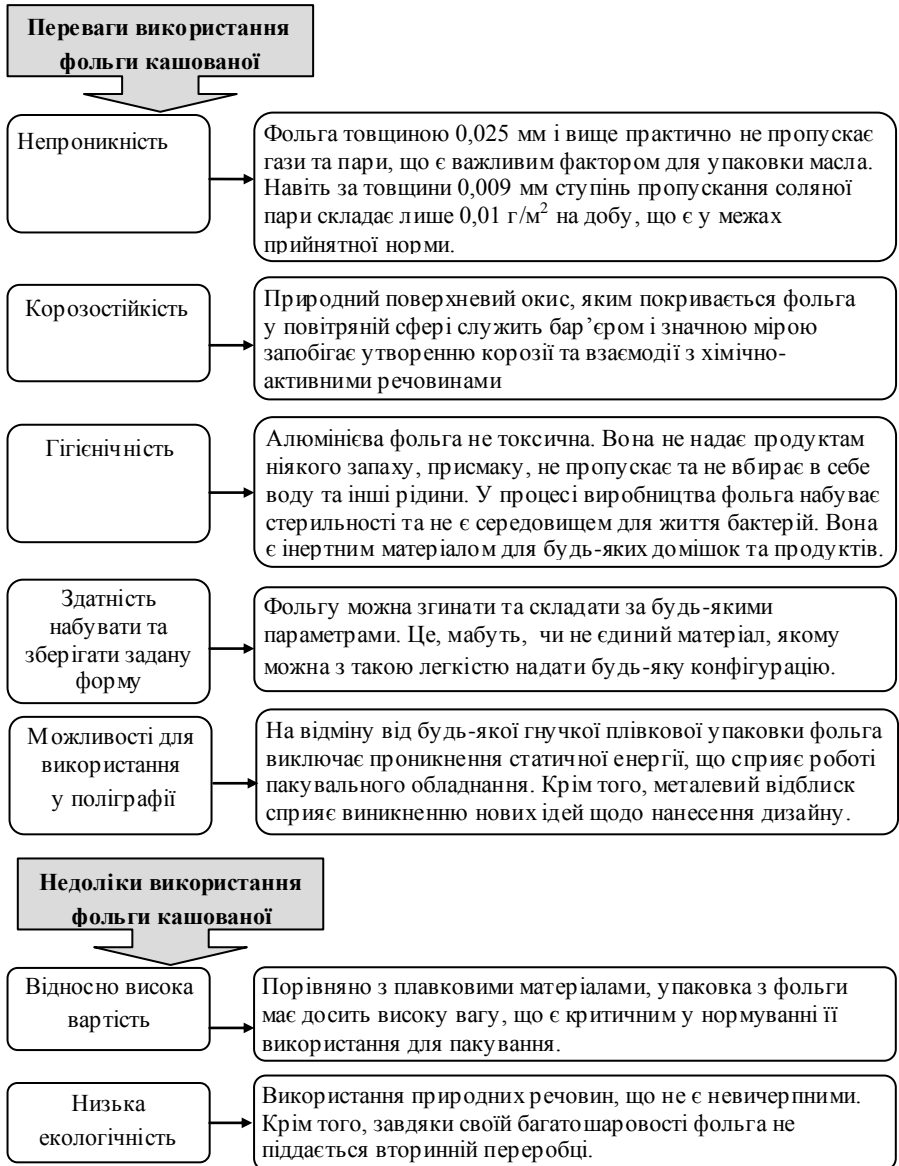 Переваги використання
фольги кашованої
Непроникність
Фольга товщиною 0,025 мм і вище практично не пропускає
гази та пари, що є важливим фактором для упаковки масла.
Навіть за товщини 0,009 мм ступінь пропускання соляної
пари складає лише 0,01 г/м² на добу, що є у межах
прийнятної норми.
Корозостійкість
Природний поверхневий окис, яким покривається фольга
у повітряній сфері служить бар’єром і значною мірою
запобігає утворенню корозії та взаємодії з хімічно-
активними речовинами
Гігієнічність
Алюмінієва фольга не токсична. Вона не надає продуктам
ніякого запаху, присмаку, не пропускає та не вбирає в себе
воду та інші рідини. У процесі виробництва фольга набуває
стерильності та не є середовищем для життя бактерій. Вона
є інертним матеріалом для будь-яких домішок та продуктів.
Здатність
набувати та
зберігати задану
форму
Фольгу можна згинати та складати за будь-якими
параметрами. Це, мабуть, чи не єдиний матеріал, якому
можна з такою легкістю надати будь-яку конфігурацію.
Можливості для
використання
у поліграфії
На відміну від будь-якої гнучкої плівкової упаковки фольга
виключає проникнення статичної енергії, що сприяє роботі
пакувального обладнання. Крім того, металевий відблиск
сприяє виникненню нових ідей щодо нанесення дизайну.
Недоліки використання
фольги кашованої
Відносно висока
вартість
Порівняно з плавковими матеріалами, упаковка з фольги
має досить високу вагу, що є критичним у нормуванні її
використання для пакування.
Низька
екологічність
Використання природних речовин, що не є невичерпними.
Крім того, завдяки своїй багатошаровості фольга не
піддається вторинній переробці.